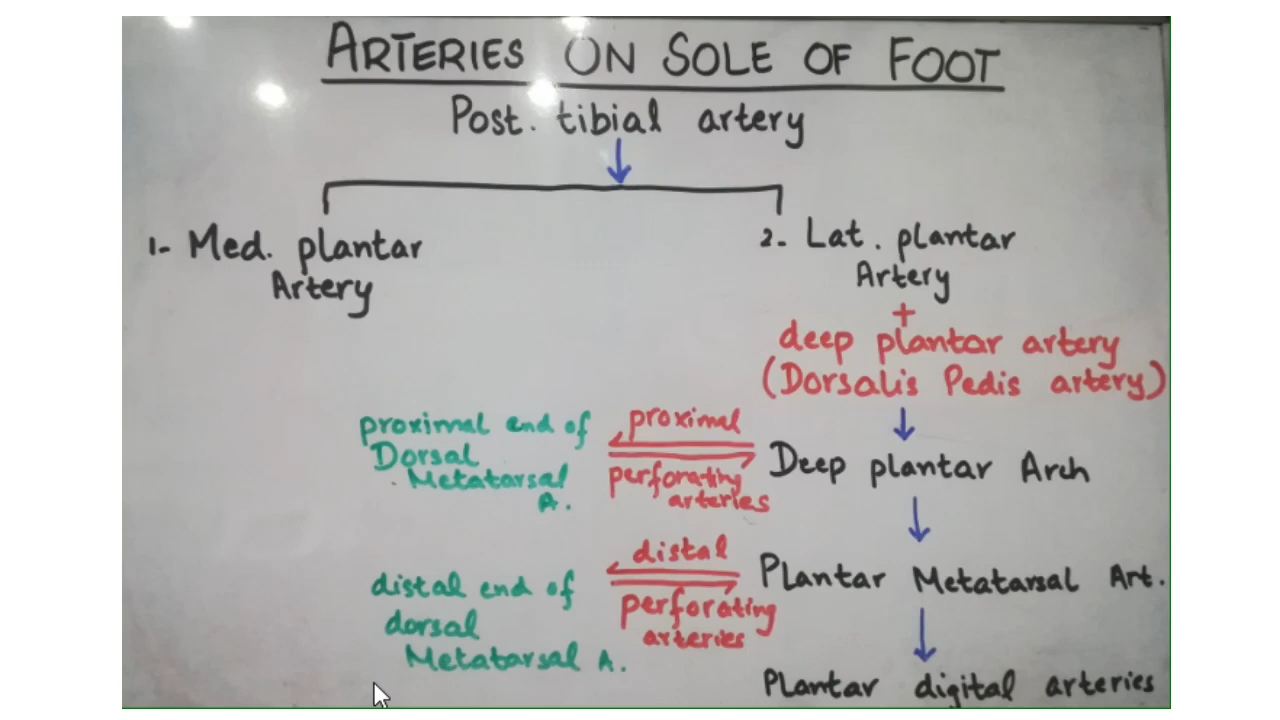 ARTERIES ON SOLE OF FOOT
Post. tibial artery
1- Med. plantar
Artery
2- Lat. plantar
Artery
+
deep plantar artery
(Dorsalis Pedis artery)
proximal end of
Dorsal
Metatarsal
A.
proximal
perforating
arteries
Deep plantar Arch
distal end of
dorsal
Metatarsal A.
distal
perforating
arteries
Plantar Metatarsal Art.
Plantar digital arteries